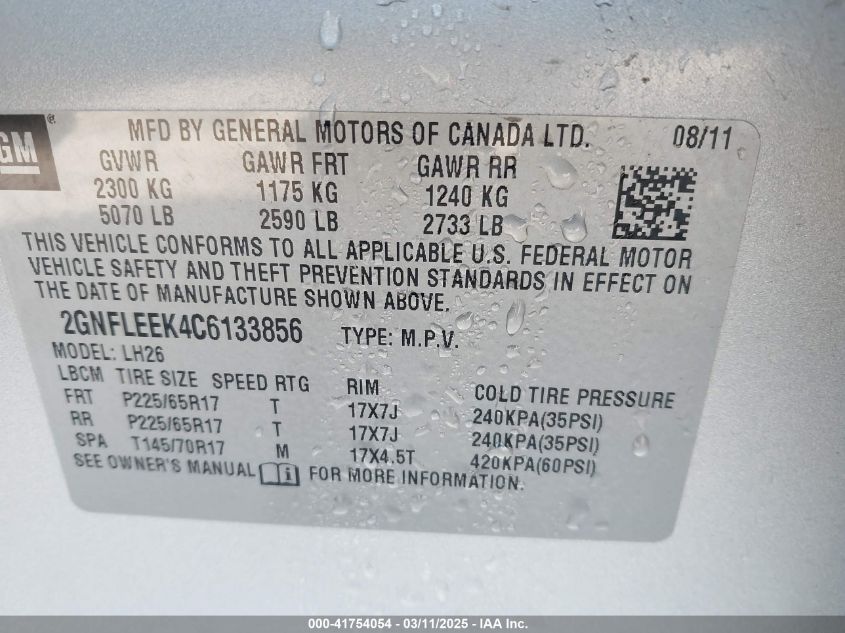 GM®
MFD BY GENERAL MOTORS OF CANADA LTD. 08/11
GVWR GAWR FRT GAWR RR
2300 KG 1175 KG 1240 KG
5070 LB 2590 LB 2733 LB
THIS VEHICLE CONFORMS TO ALL APPLICABLE U.S. FEDERAL MOTOR
VEHICLE SAFETY AND THEFT PREVENTION STANDARDS IN EFFECT ON
THE DATE OF MANUFACTURE SHOWN ABOVE.
2GNFLEEK4C6133856 TYPE: M.P.V.
MODEL: LH26
LBCM TIRE SIZE SPEED RTG RIM COLD TIRE PRESSURE
FRT P225/65R17 T 17X7J 240KPA(35PSI)
RR P225/65R17 T 17X7J 240KPA(35PSI)
SPA T145/70R17 M 17X4.5T 420KPA(60PSI)
SEE OWNER'S MANUAL FOR MORE INFORMATION.
000-41754054 - 03/11/2025 - IAA Inc.